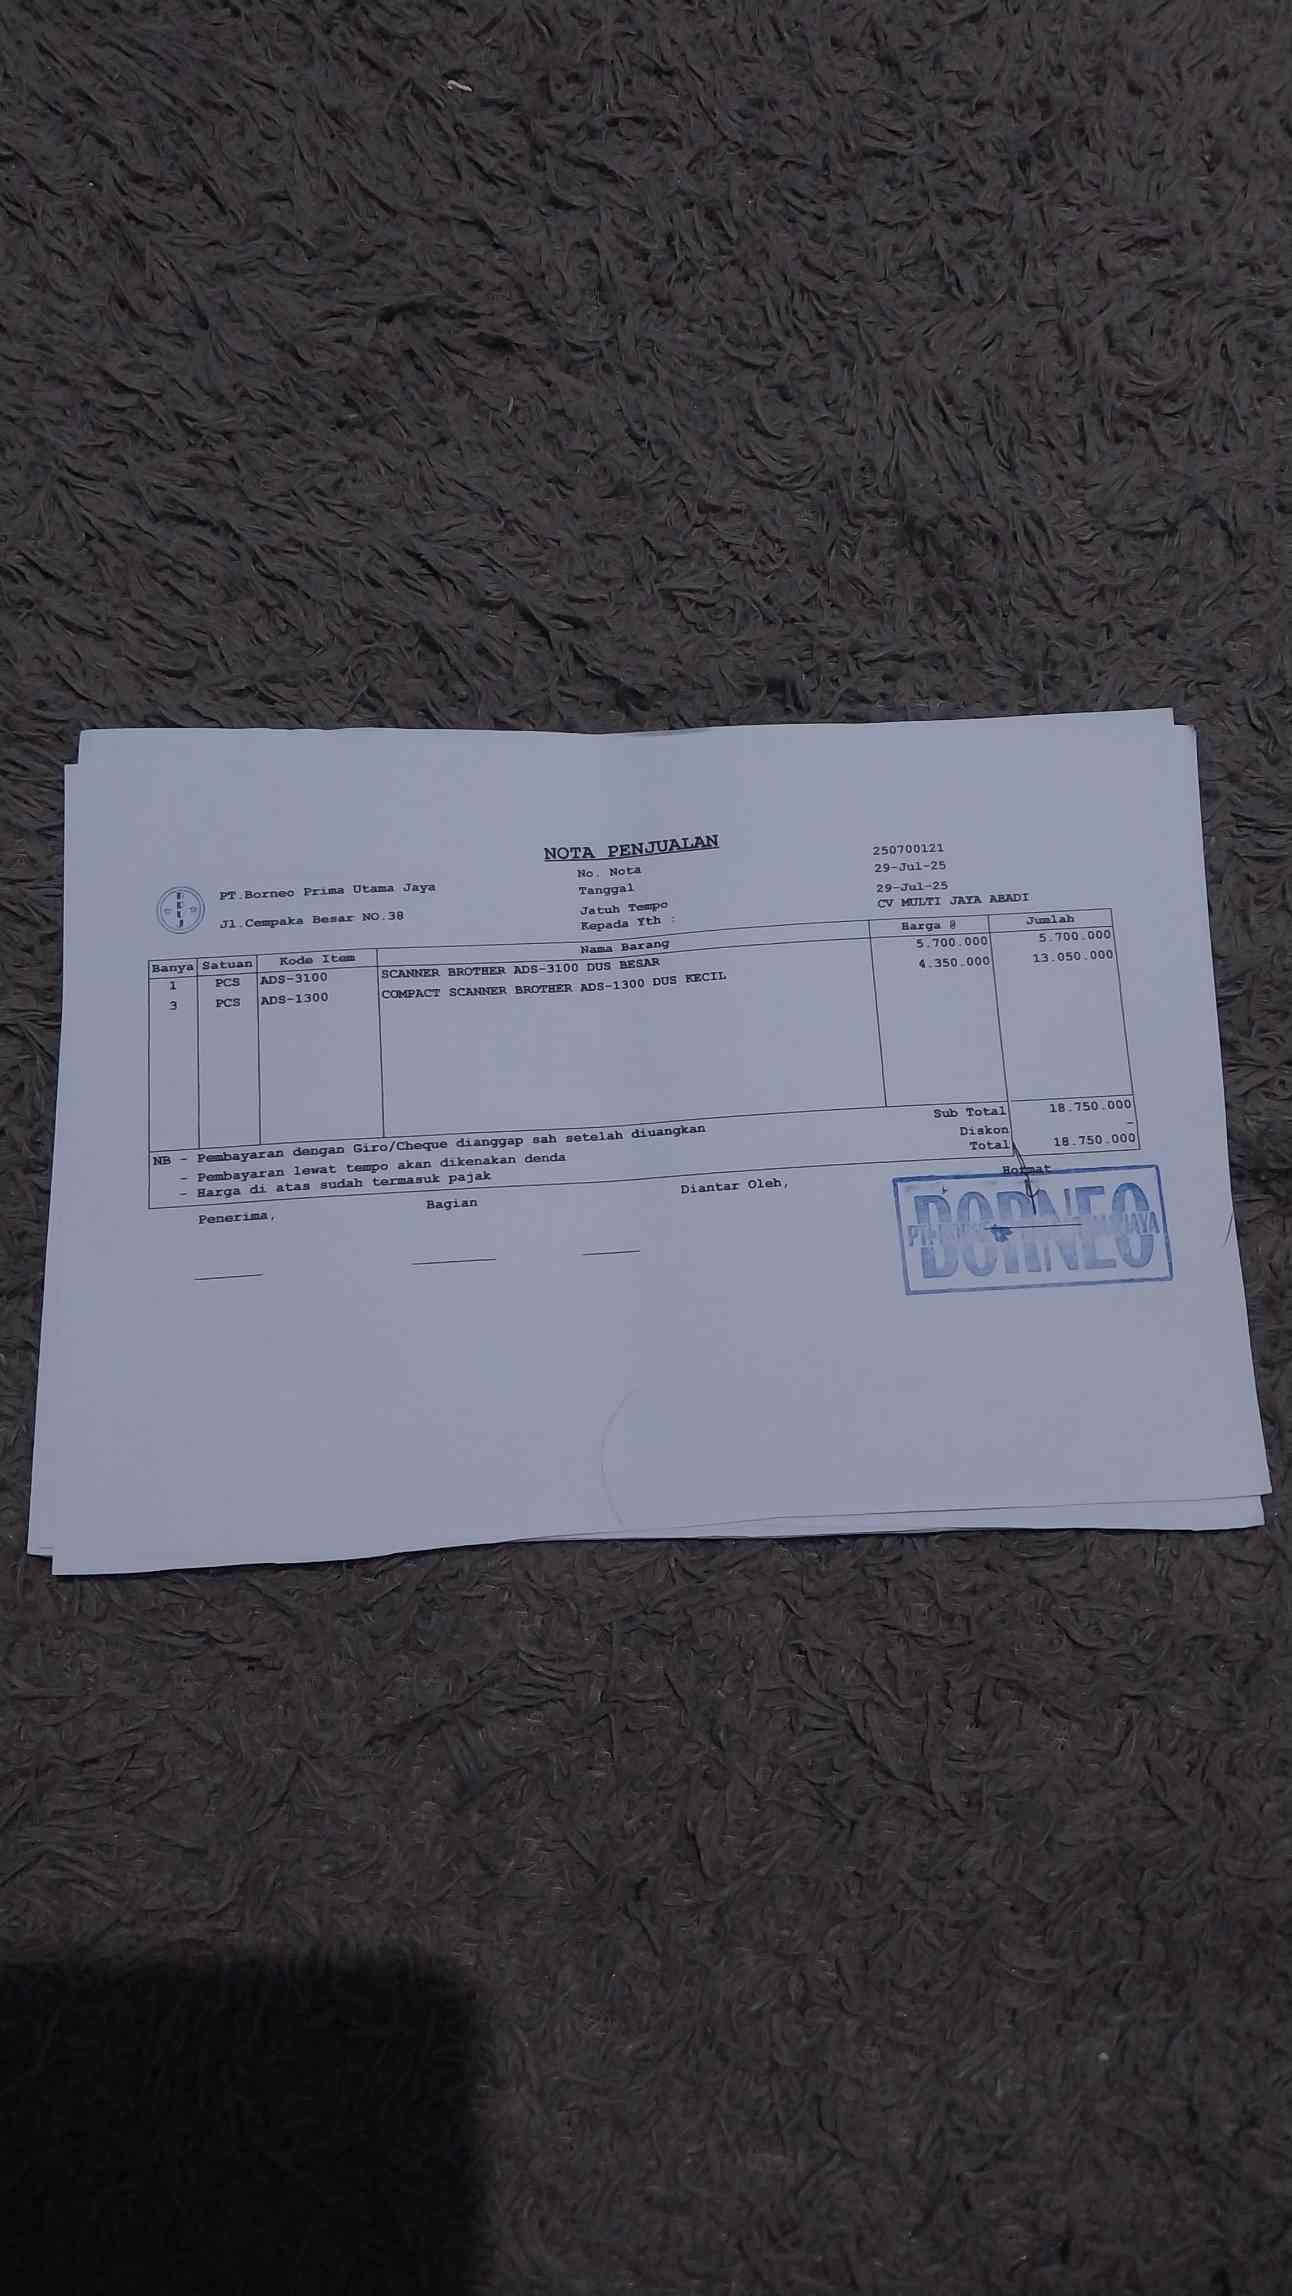 NOTA PENJUALAN
PT.Borneo Prima Utama Jaya
Jl.Cempaka Besar NO.38
No. Nota 250700121
Tanggal 29-Jul-25
Jatuh Tempo 29-Jul-25
Kepada Yth : CV MULTI JAYA ABADI
Banya Satuan Kode Item Nama Barang Harga @ Jumlah
1 PCS ADS-3100 SCANNER BROTHER ADS-3100 DUS BESAR 5.700.000 5.700.000
3 PCS ADS-1300 COMPACT SCANNER BROTHER ADS-1300 DUS KECIL 4.350.000 13.050.000
Sub Total 18.750.000
Diskon -
Total 18.750.000
NB - Pembayaran dengan Giro/Cheque dianggap sah setelah diuangkan
- Pembayaran lewat tempo akan dikenakan denda
- Harga di atas sudah termasuk pajak
Penerima, Bagian Diantar Oleh, Hormat
BORNEO
JAYA